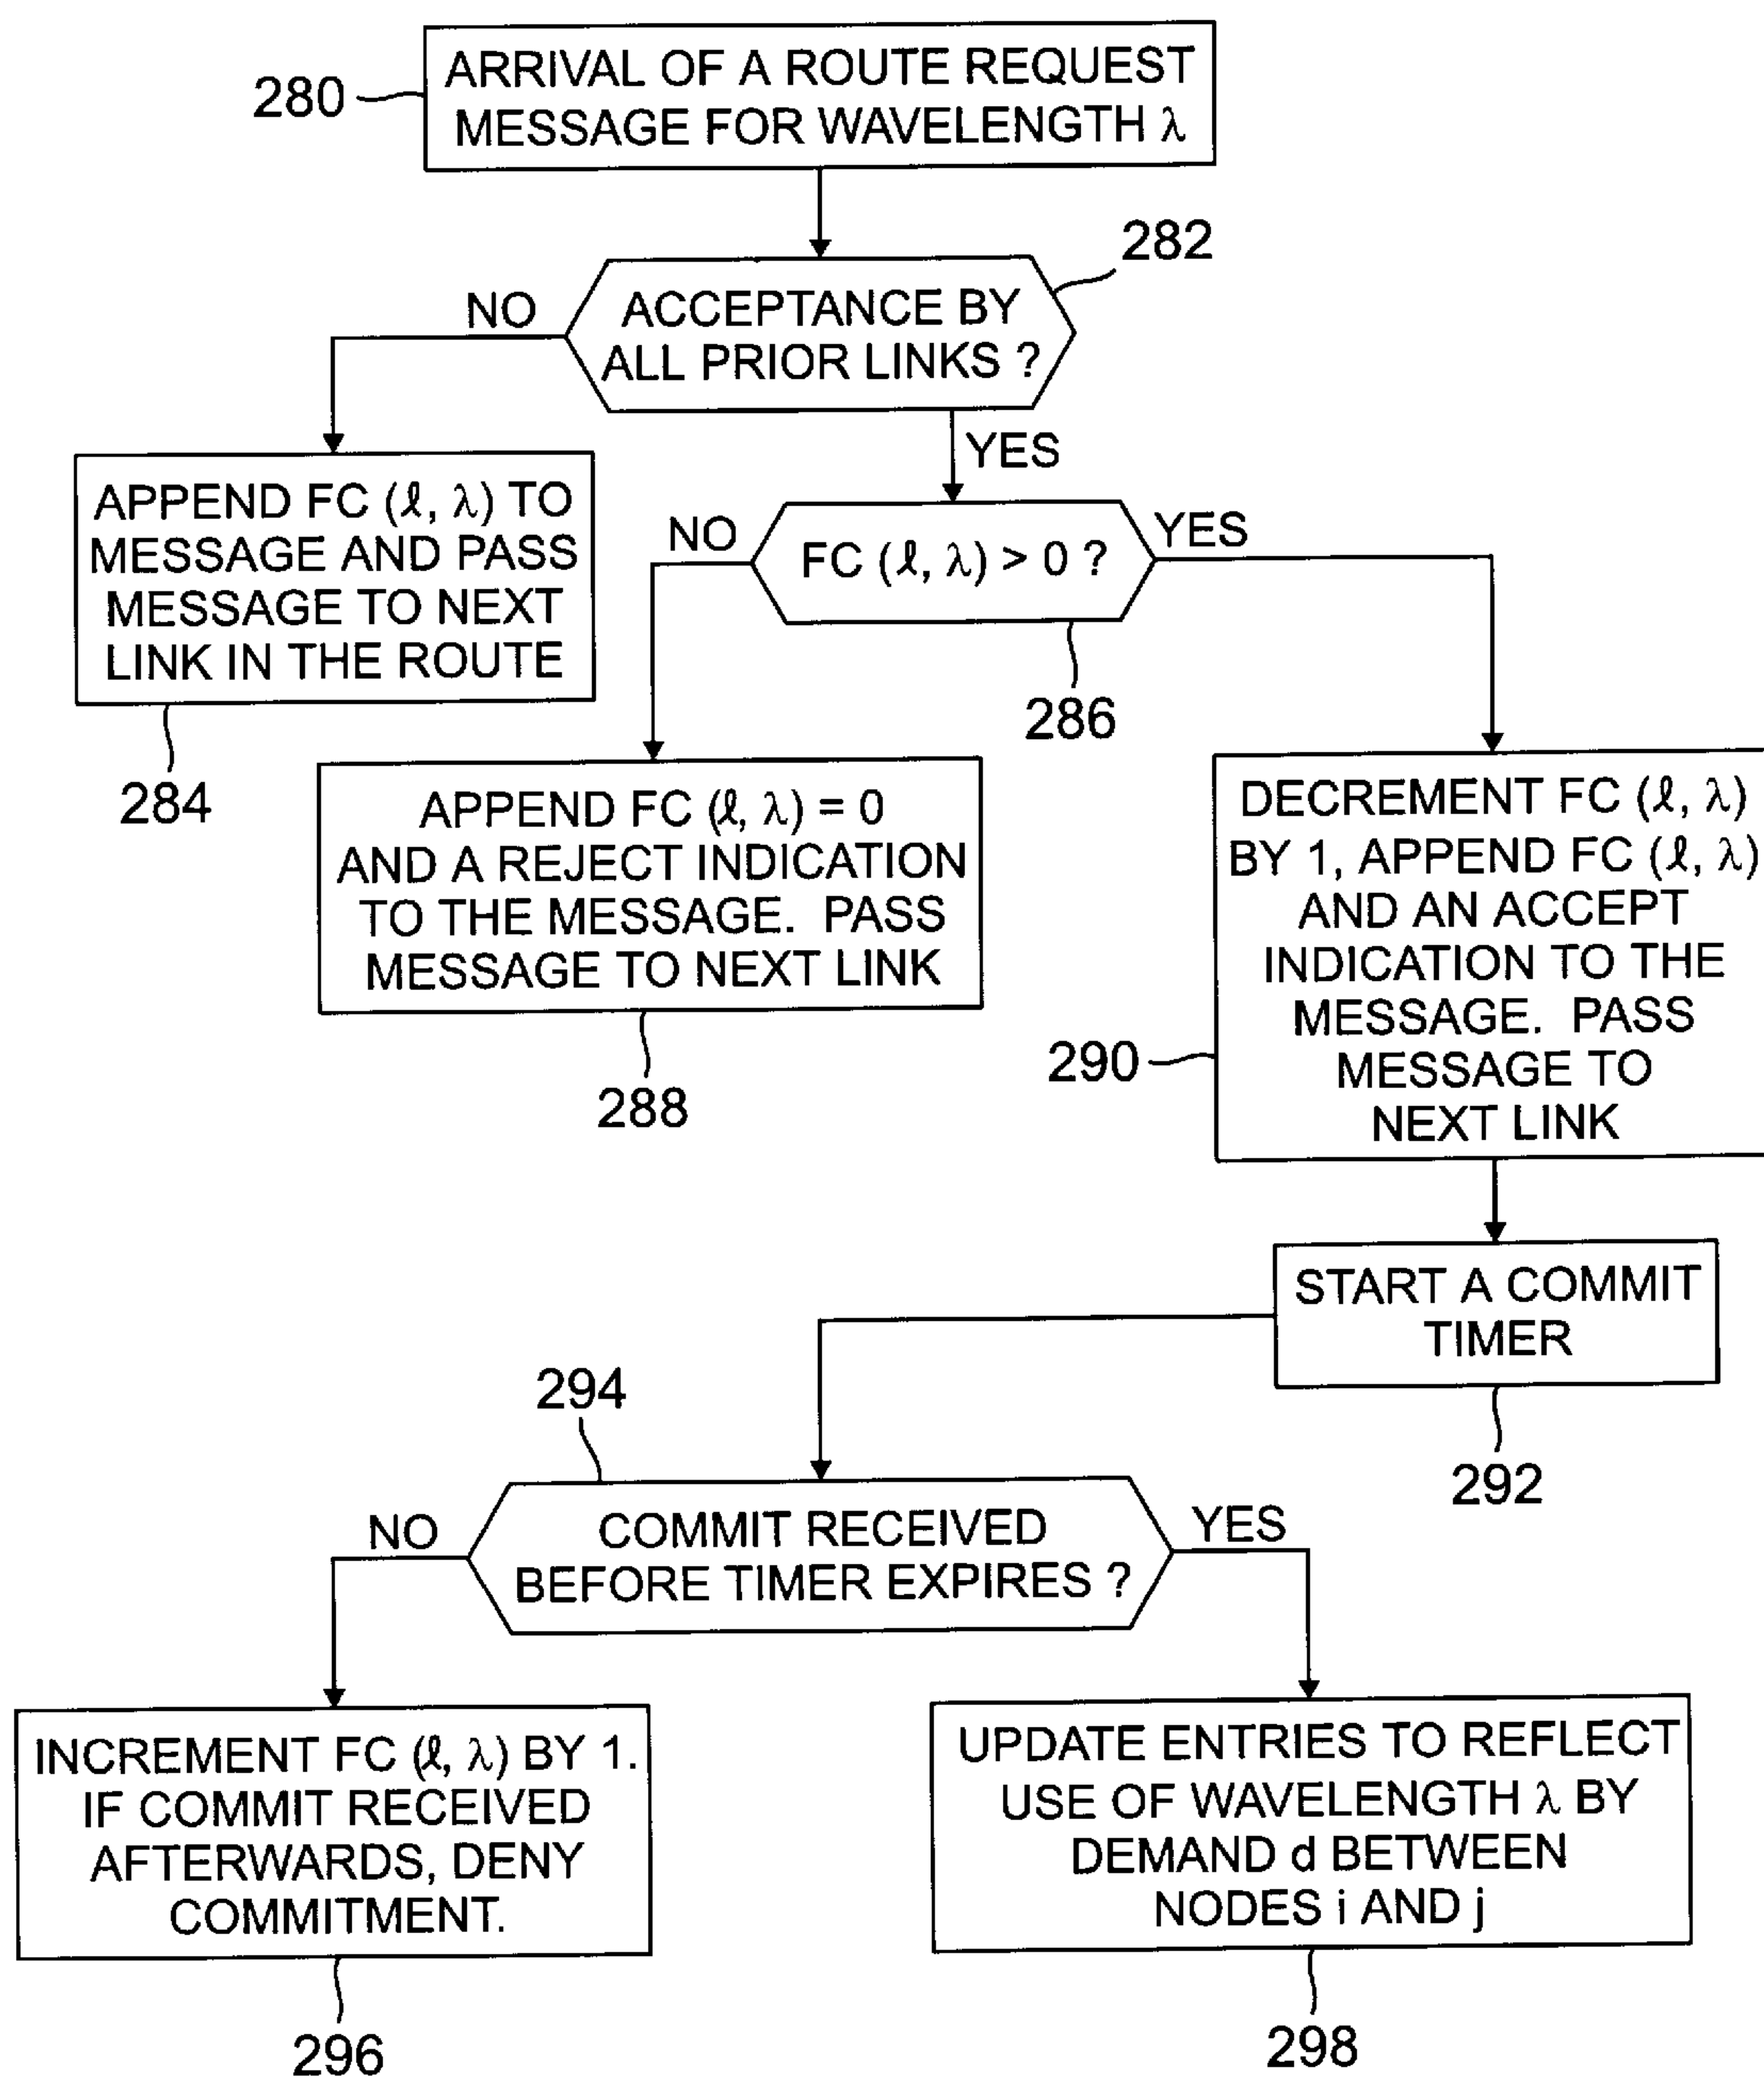 280
ARRIVAL OF A ROUTE REQUEST
MESSAGE FOR WAVELENGTH λ
282
NO
ACCEPTANCE BY
ALL PRIOR LINKS ?
YES
APPEND FC (ℓ, λ) TO
MESSAGE AND PASS
MESSAGE TO NEXT
LINK IN THE ROUTE
284
NO
FC (ℓ, λ) > 0 ?
YES
286
APPEND FC (ℓ, λ) = 0
AND A REJECT INDICATION
TO THE MESSAGE. PASS
MESSAGE TO NEXT LINK
288
DECREMENT FC (ℓ, λ)
BY 1, APPEND FC (ℓ, λ)
AND AN ACCEPT
INDICATION TO THE
MESSAGE. PASS
MESSAGE TO
NEXT LINK
290
START A COMMIT
TIMER
292
294
NO
COMMIT RECEIVED
BEFORE TIMER EXPIRES ?
YES
INCREMENT FC (ℓ, λ) BY 1.
IF COMMIT RECEIVED
AFTERWARDS, DENY
COMMITMENT.
296
UPDATE ENTRIES TO REFLECT
USE OF WAVELENGTH λ BY
DEMAND d BETWEEN
NODES i AND j
298